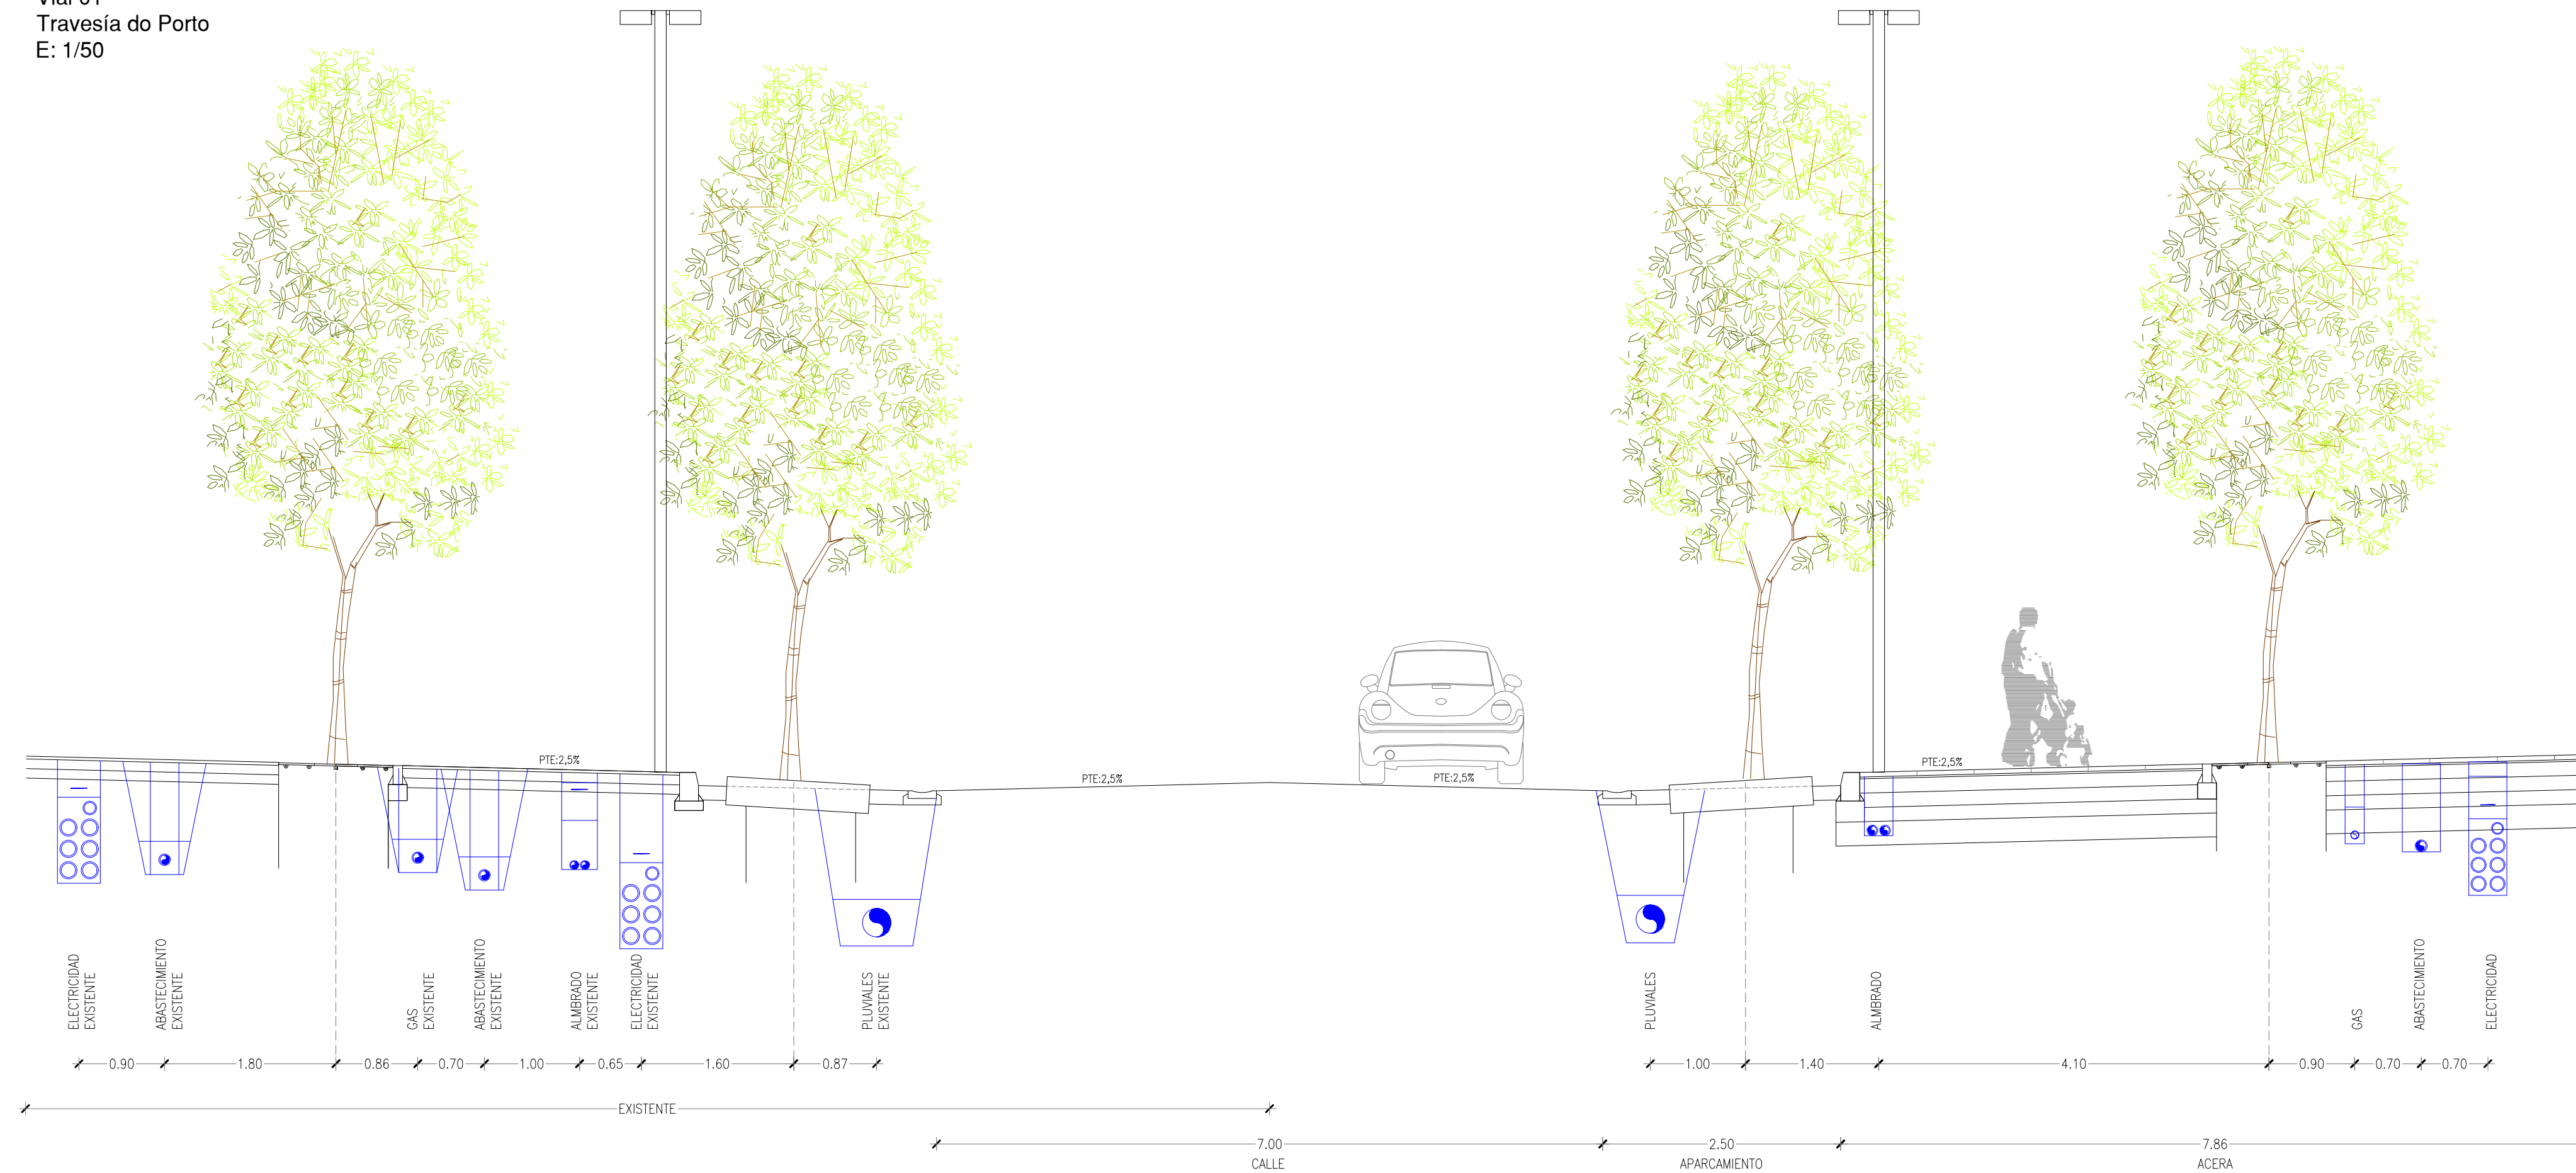 Travesía do Porto
E: 1/50
PTE:2,5%
PTE:2,5%
PTE:2,5%
PTE:2,5%
ELECTRICIDAD
EXISTENTE
ABASTECIMIENTO
EXISTENTE
GAS
EXISTENTE
ABASTECIMIENTO
EXISTENTE
ALMBRADO
EXISTENTE
ELECTRICIDAD
EXISTENTE
PLUVIALES
EXISTENTE
PLUVIALES
ALMBRADO
GAS
ABASTECIMIENTO
ELECTRICIDAD
0.90 1.80 0.86 0.70 1.00 0.65 1.60 0.87 1.00 1.40 4.10 0.90 0.70 0.70
EXISTENTE
7.00 2.50 7.86
CALLE APARCAMIENTO ACERA